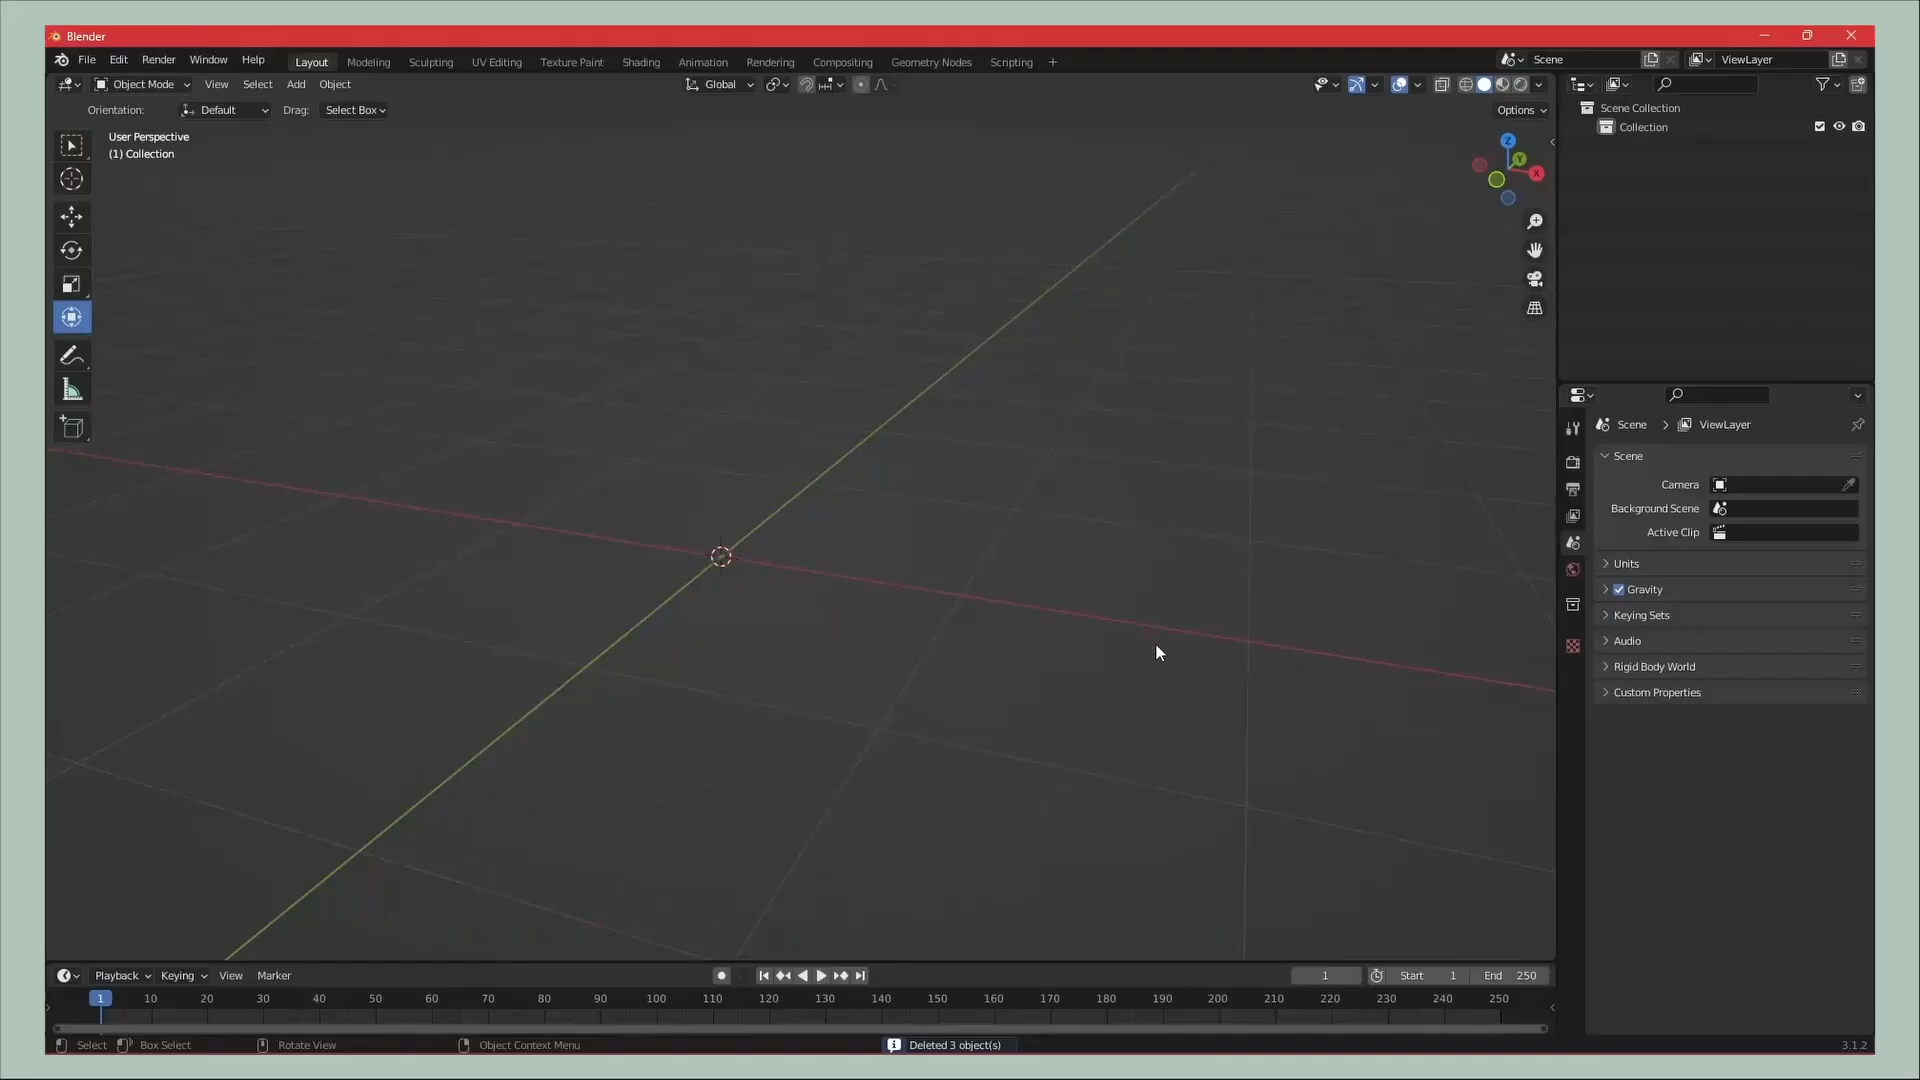 Blender
File Edit Render Window Help Layout Modeling Sculpting UV Editing Texture Paint Shading Animation Rendering Compositing Geometry Nodes Scripting + Scene ViewLayer
Object Mode View Select Add Object Global
Orientation: Default Drag: Select Box Options
User Perspective
(1) Collection
Z
Y
X
Scene Collection
Collection
Scene > ViewLayer
Scene
Camera
Background Scene
Active Clip
Units
Gravity
Keying Sets
Audio
Rigid Body World
Custom Properties
Playback Keying View Marker 1 Start 1 End 250
1 10 20 30 40 50 60 70 80 90 100 110 120 130 140 150 160 170 180 190 200 210 220 230 240 250
Select Box Select Rotate View Object Context Menu Deleted 3 object(s) 3.1.2